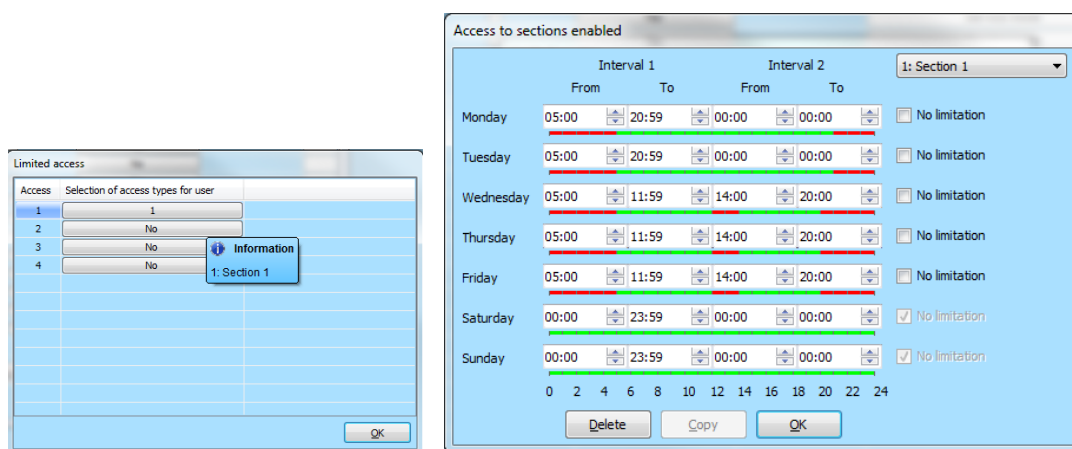 Limited access
Access Selection of access types for user
1 1
2 No
3 No
4 No
Information
1: Section 1
OK
Access to sections enabled
Interval 1 Interval 2 1: Section 1
From To From To
Monday 05:00 20:59 00:00 00:00 No limitation
Tuesday 05:00 20:59 00:00 00:00 No limitation
Wednesday 05:00 11:59 14:00 20:00 No limitation
Thursday 05:00 11:59 14:00 20:00 No limitation
Friday 05:00 11:59 14:00 20:00 No limitation
Saturday 00:00 23:59 00:00 00:00 No limitation
Sunday 00:00 23:59 00:00 00:00 No limitation
0 2 4 6 8 10 12 14 16 18 20 22 24
Delete Copy OK